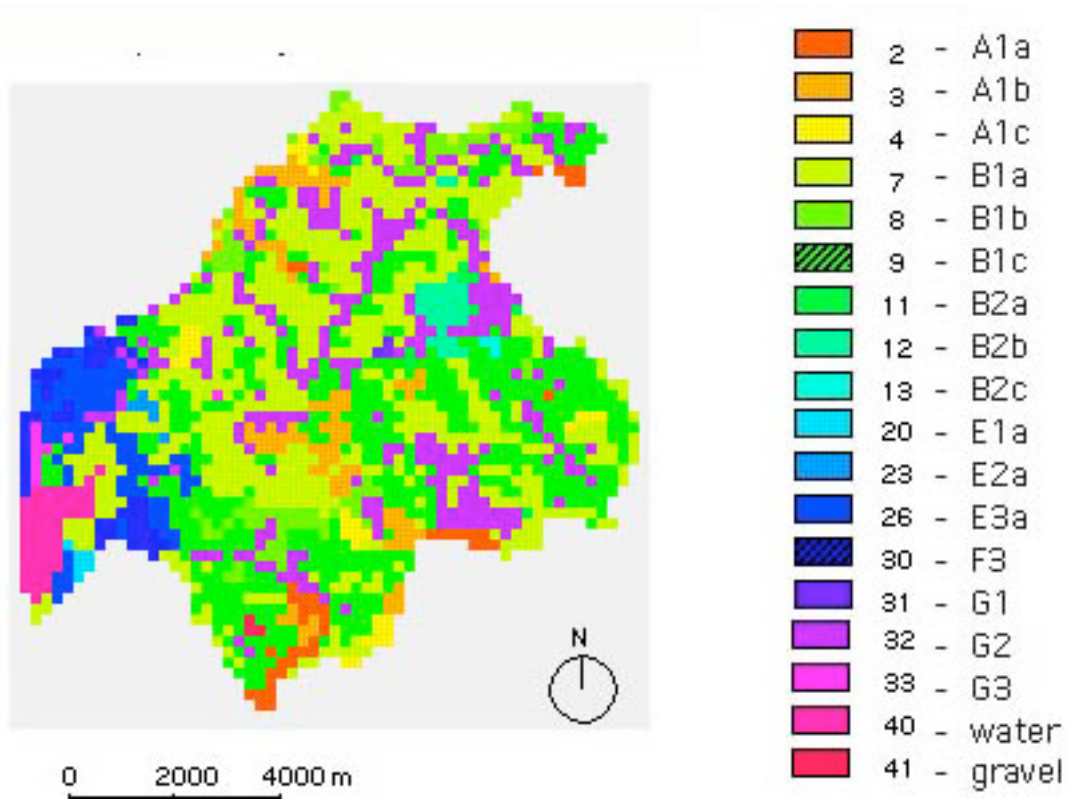 2 - A1a
3 - A1b
4 - A1c
7 - B1a
8 - B1b
9 - B1c
11 - B2a
12 - B2b
13 - B2c
20 - E1a
23 - E2a
26 - E3a
30 - F3
31 - G1
32 - G2
33 - G3
40 - water
41 - gravel
N
0 2000 4000 m